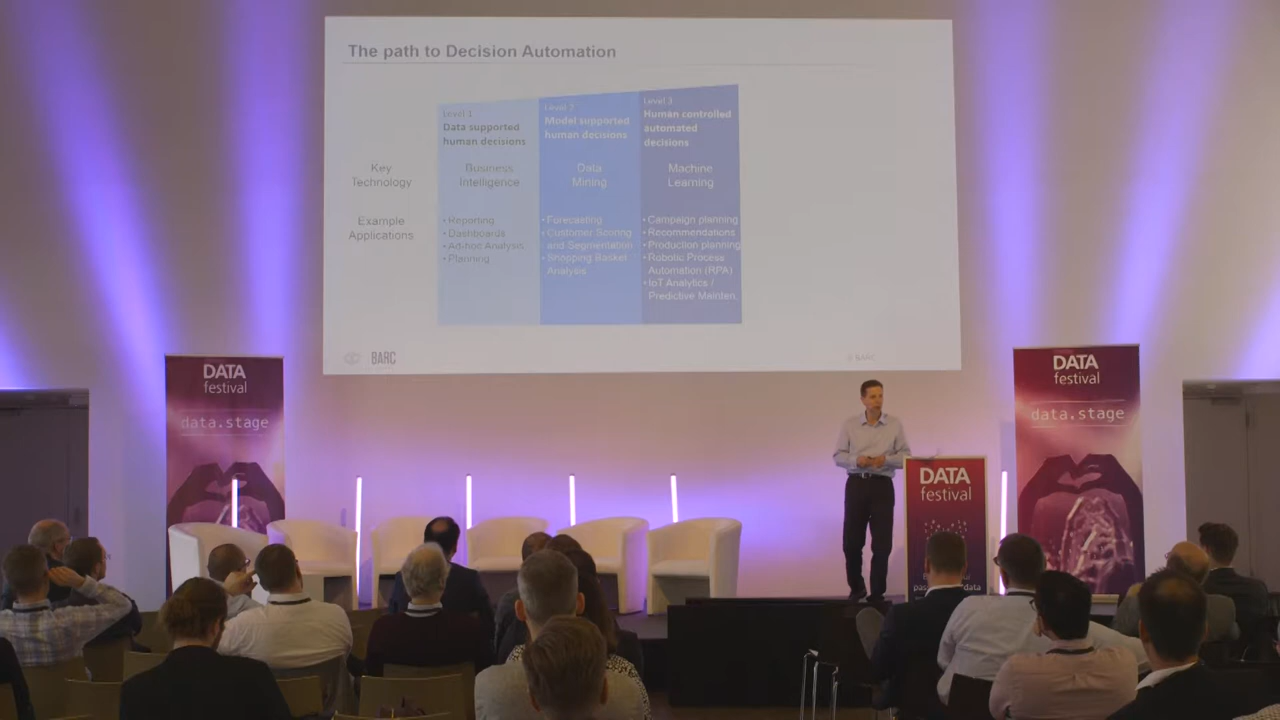 The path to Decision Automation
Level 1
Data supported
human decisions
Level 2
Model supported
human decisions
Level 3
Human controlled
automated
decisions
Key
Technology
Business
Intelligence
Data
Mining
Machine
Learning
Example
Applications
• Reporting
• Dashboards
• Adhoc Analysis
• Planning
• Forecasting
• Customer Scoring
and Segmentation
• Shopping Basket
Analysis
• Campaign planning
• Recommendations
• Production planning
• Robotic Process
Automation (RPA)
• IoT Analytics /
Predictive Mainten.
BARC
© BARC
DATA
festival
data.stage
DATA
festival
data.stage
DATA
festival
data